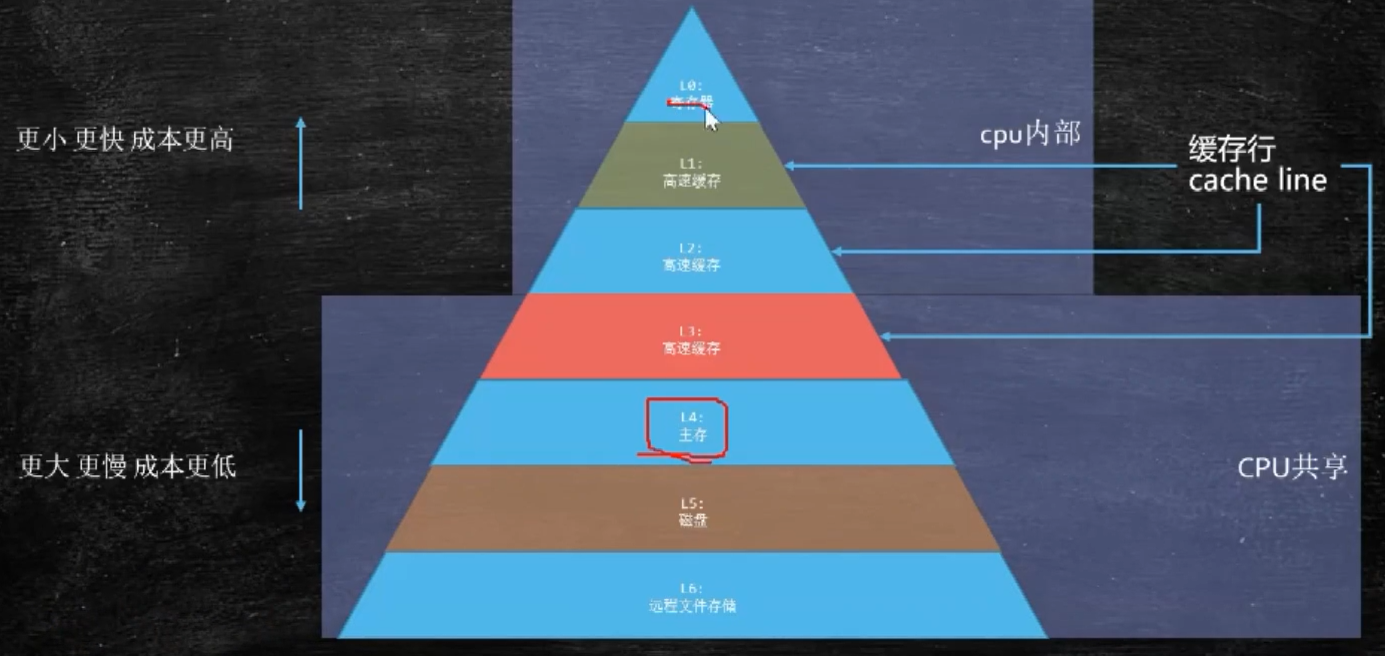 L0:
寄存器
更小 更快 成本更高
cpu内部
缓存行
cache line
L1:
高速缓存
L2:
高速缓存
L3:
高速缓存
L4:
主存
更大 更慢 成本更低
CPU共享
L5:
磁盘
L6:
远程文件存储